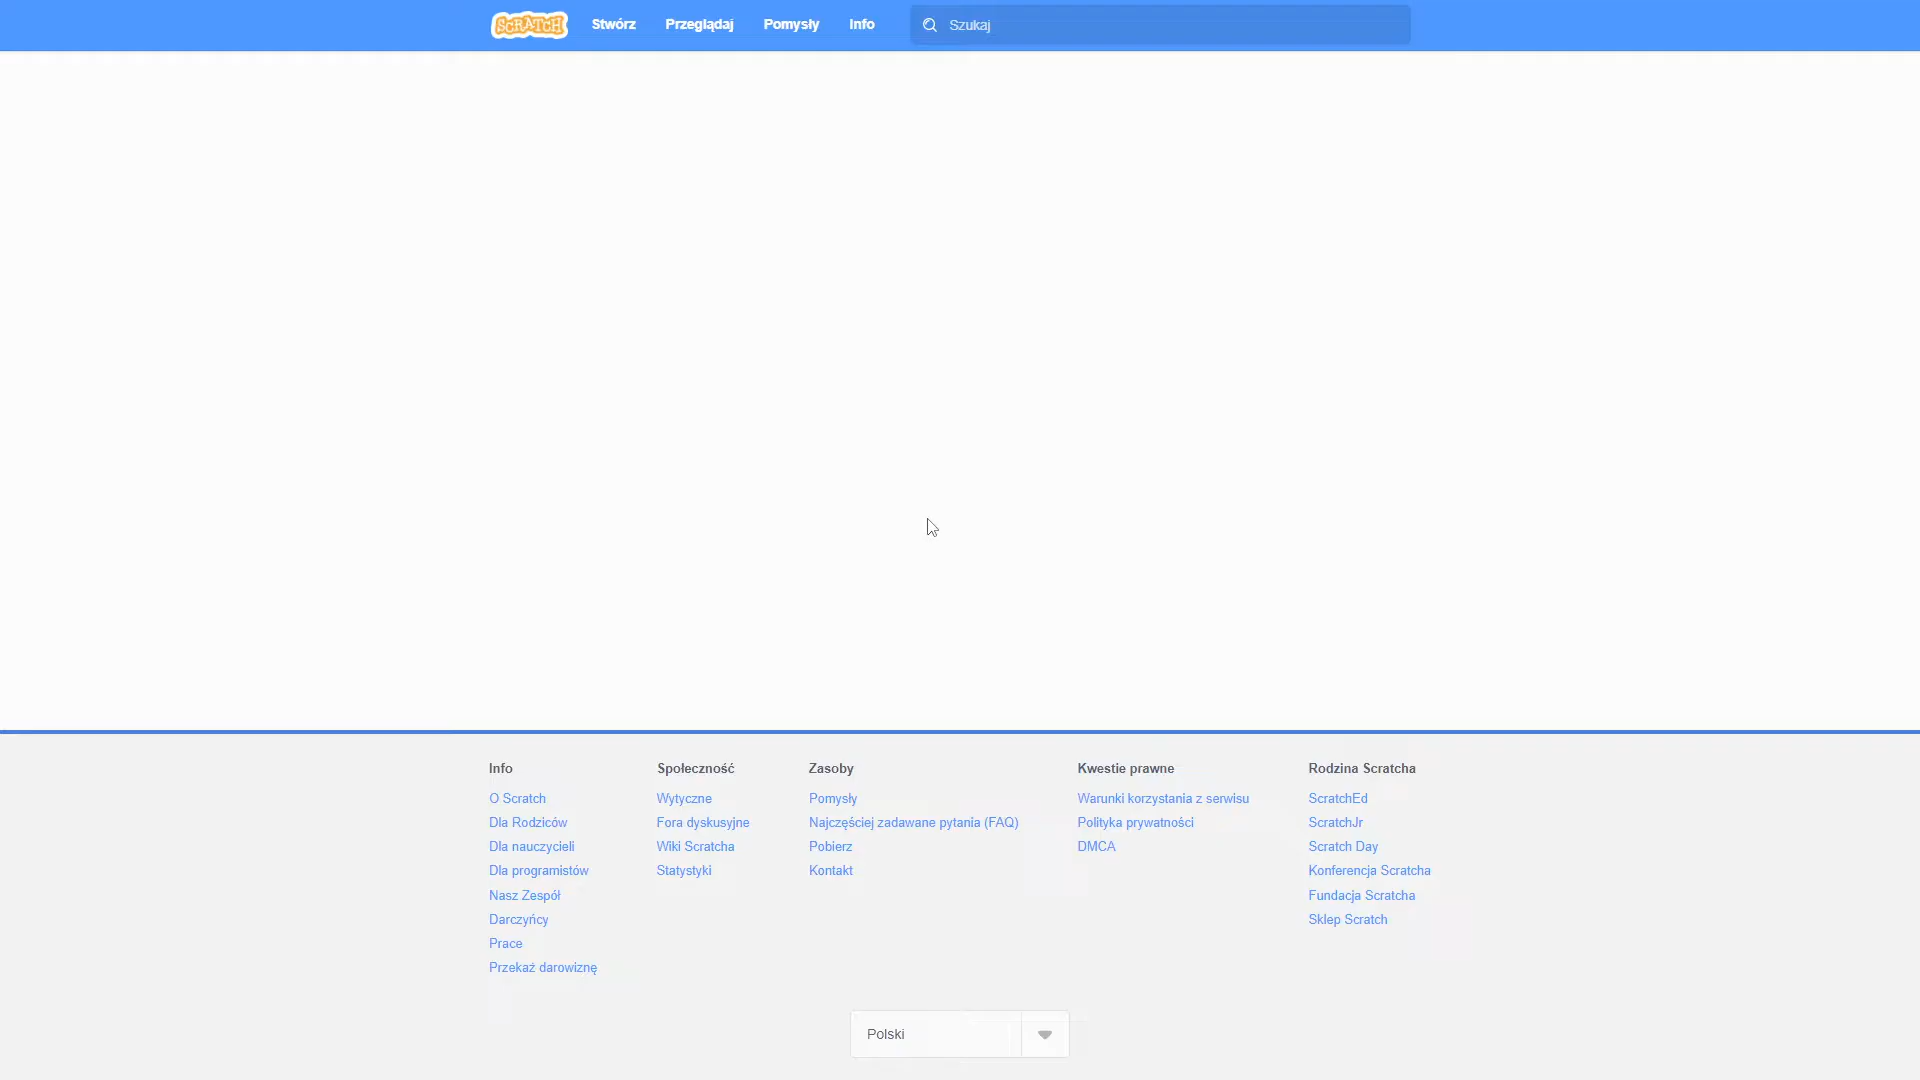 SCRATCH Stwórz Przeglądaj Pomysły Info Szukaj
Info
O Scratch
Dla Rodziców
Dla nauczycieli
Dla programistów
Nasz Zespół
Darczyńcy
Prace
Przekaż darowiznę
Społeczność
Wytyczne
Fora dyskusyjne
Wiki Scratcha
Statystyki
Zasoby
Pomysły
Najczęściej zadawane pytania (FAQ)
Pobierz
Kontakt
Kwestie prawne
Warunki korzystania z serwisu
Polityka prywatności
DMCA
Rodzina Scratcha
ScratchEd
ScratchJr
Scratch Day
Konferencja Scratcha
Fundacja Scratcha
Sklep Scratch
Polski